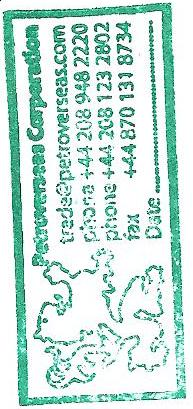 Petroverseas Corporation
trade@petroverseas.com
phone +44 208 948 2220
phone +44 208 123 2802
fax +44 870 131 8734
Date ........................